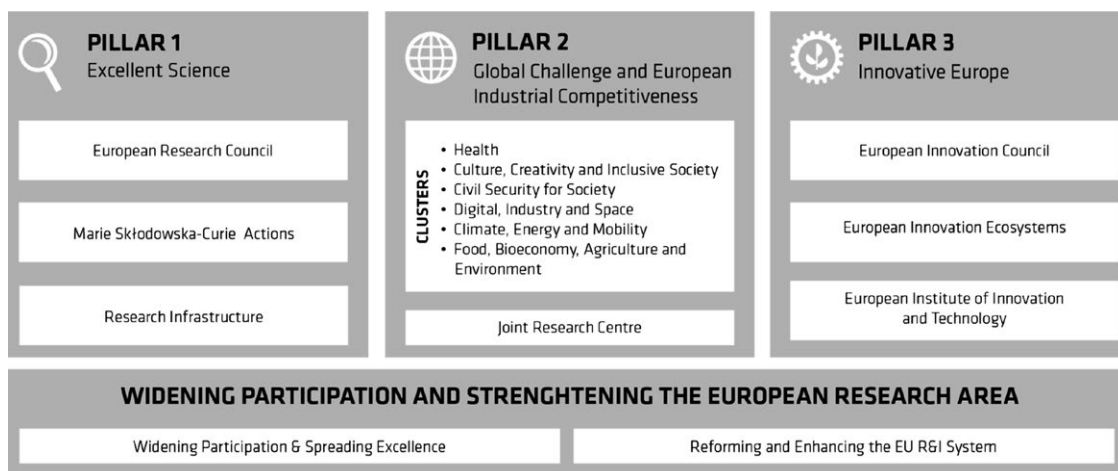 PILLAR 1
Excellent Science
European Research Council
Marie Skłodowska-Curie Actions
Research Infrastructure
PILLAR 2
Global Challenge and European
Industrial Competitiveness
CLUSTERS
• Health
• Culture, Creativity and Inclusive Society
• Civil Security for Society
• Digital, Industry and Space
• Climate, Energy and Mobility
• Food, Bioeconomy, Agriculture and
Environment
Joint Research Centre
PILLAR 3
Innovative Europe
European Innovation Council
European Innovation Ecosystems
European Institute of Innovation
and Technology
WIDENING PARTICIPATION AND STRENGHTENING THE EUROPEAN RESEARCH AREA
Widening Participation & Spreading Excellence
Reforming and Enhancing the EU R&I System